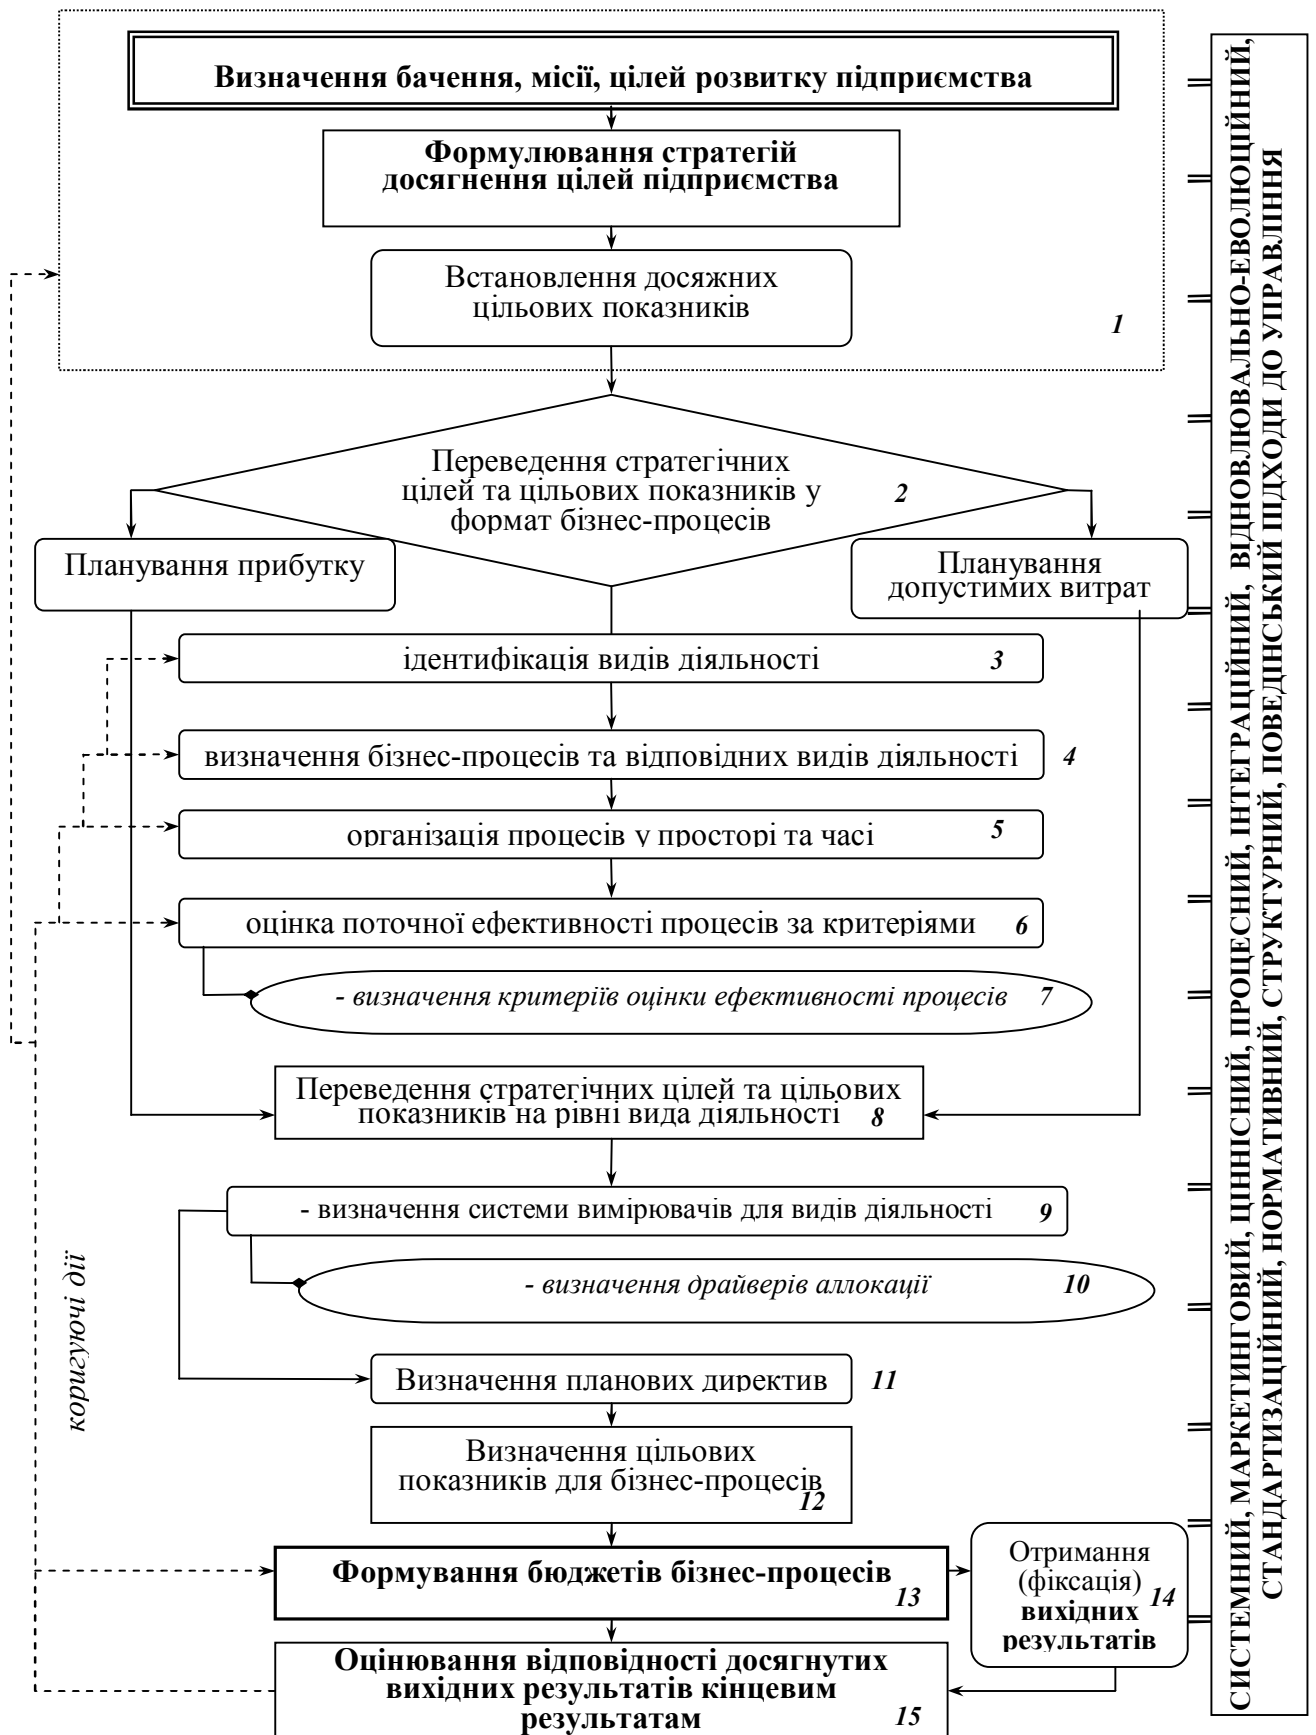 Визначення бачення, місії, цілей розвитку підприємства
Формулювання стратегій
досягнення цілей підприємства
Встановлення досяжних
цільових показників
1
Переведення стратегічних
цілей та цільових показників у
формат бізнес-процесів
2
Планування прибутку
Планування
допустимих витрат
ідентифікація видів діяльності 3
визначення бізнес-процесів та відповідних видів діяльності 4
організація процесів у просторі та часі 5
оцінка поточної ефективності процесів за критеріями 6
- визначення критеріїв оцінки ефективності процесів 7
Переведення стратегічних цілей та цільових
показників на рівні вида діяльності 8
- визначення системи вимірювачів для видів діяльності 9
- визначення драйверів аллокації 10
коригуючі дії
Визначення планових директив 11
Визначення цільових
показників для бізнес-процесів
12
Формування бюджетів бізнес-процесів
13
Отримання
(фіксація) 14
вихідних
результатів
Оцінювання відповідності досягнутих
вихідних результатів кінцевим
результатам 15
СИСТЕМНИЙ, МАРКЕТИНГОВИЙ, ЦІННІСНИЙ, ПРОЦЕСНИЙ, ІНТЕГРАЦІЙНИЙ, ВІДНОВЛЮВАЛЬНО-ЕВОЛЮЦІЙНИЙ,
СТАНДАРТИЗАЦІЙНИЙ, НОРМАТИВНИЙ, СТРУКТУРНИЙ, ПОВЕДІНСЬКИЙ ПІДХОДИ ДО УПРАВЛІННЯ